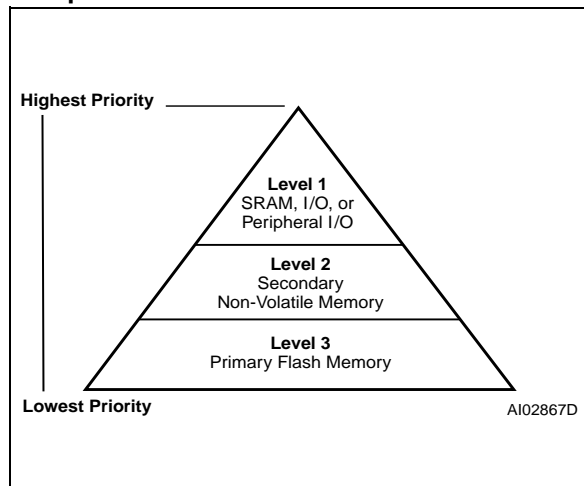 Highest Priority
Level 1
SRAM, I/O, or
Peripheral I/O
Level 2
Secondary
Non-Volatile Memory
Level 3
Primary Flash Memory
Lowest Priority
AI02867D